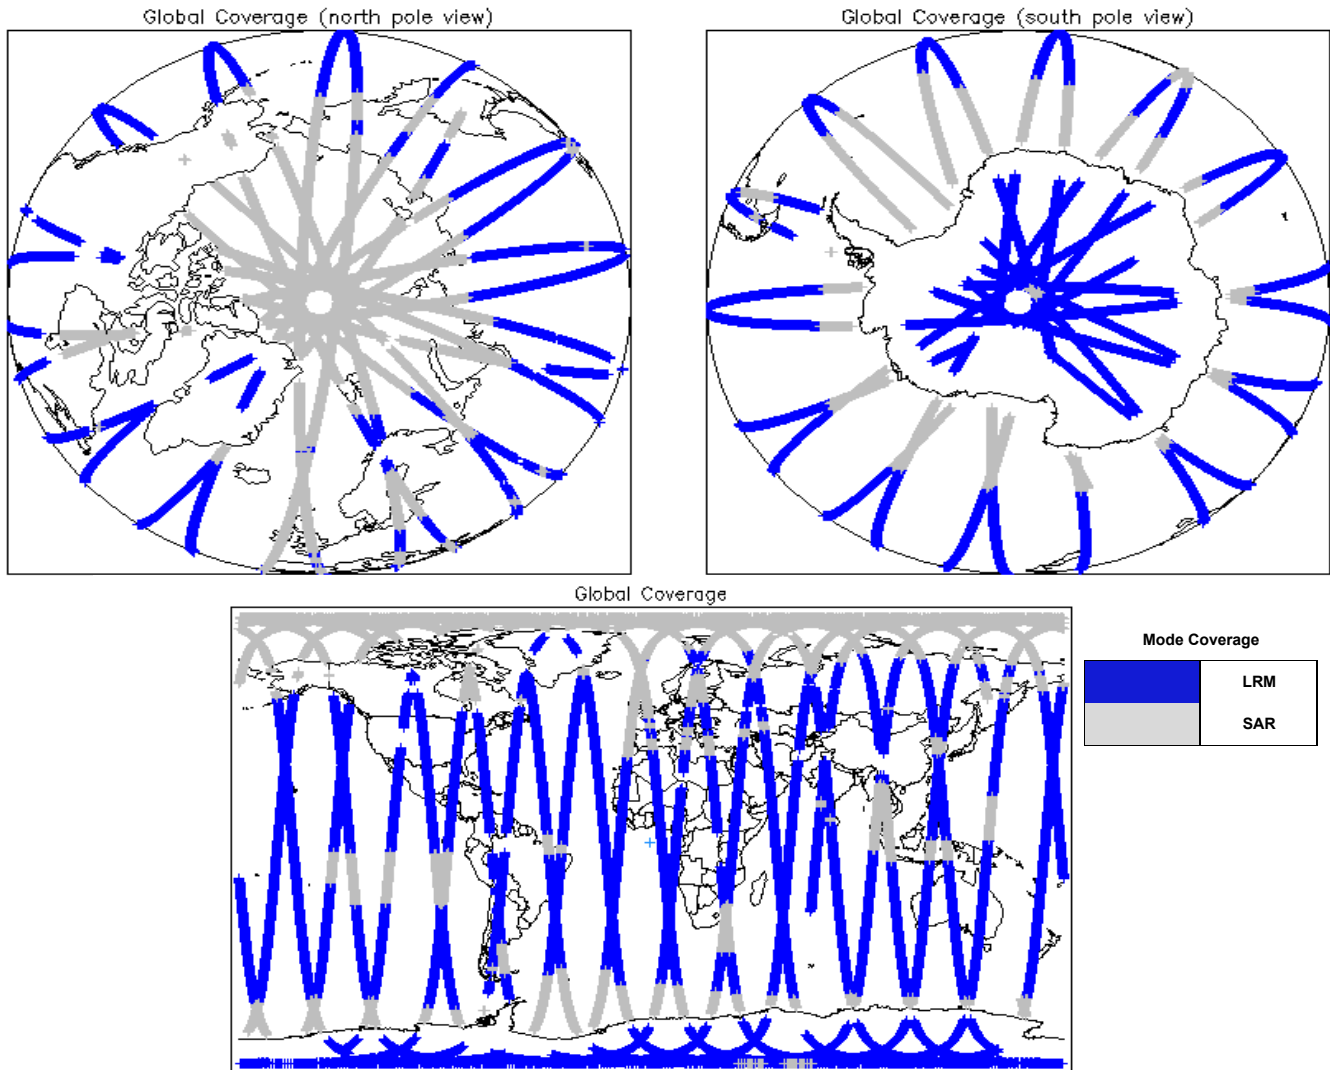 Global Coverage (north pole view)
Global Coverage (south pole view)
Global Coverage
Mode Coverage
LRM
SAR